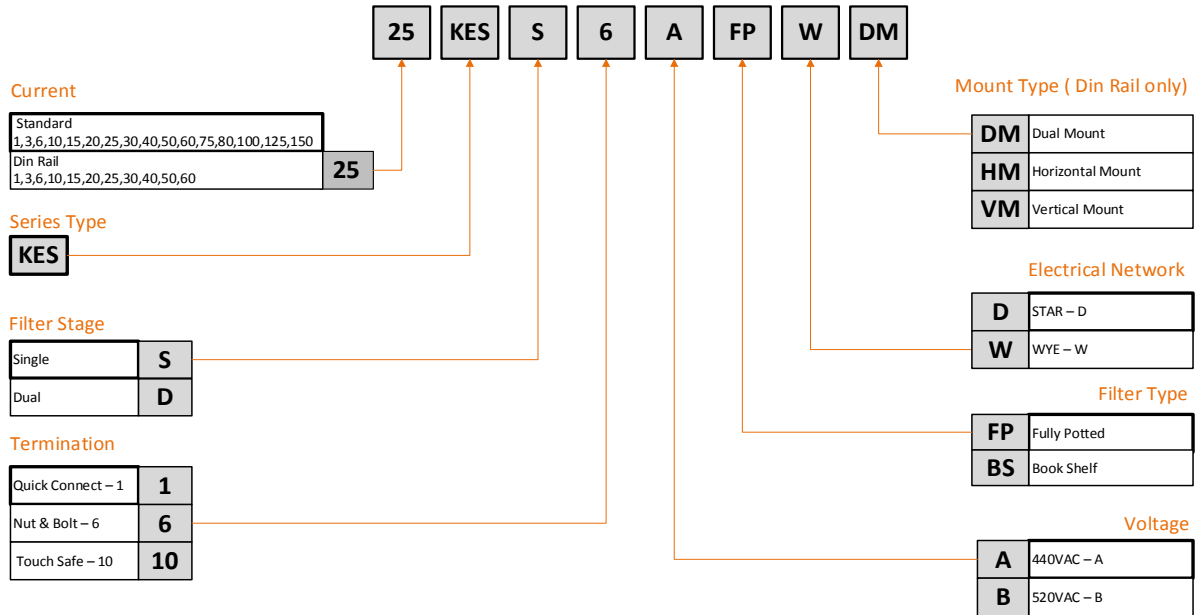 25 KES S 6 A FP W DM
Current
Standard
1,3,6,10,15,20,25,30,40,50,60,75,80,100,125,150
Din Rail
1,3,6,10,15,20,25,30,40,50,60
25
Series Type
KES
Filter Stage
Single S
Dual D
Termination
Quick Connect – 1 1
Nut & Bolt – 6 6
Touch Safe – 10 10
Mount Type ( Din Rail only)
DM Dual Mount
HM Horizontal Mount
VM Vertical Mount
Electrical Network
D STAR – D
W WYE – W
Filter Type
FP Fully Potted
BS Book Shelf
Voltage
A 440VAC – A
B 520VAC – B